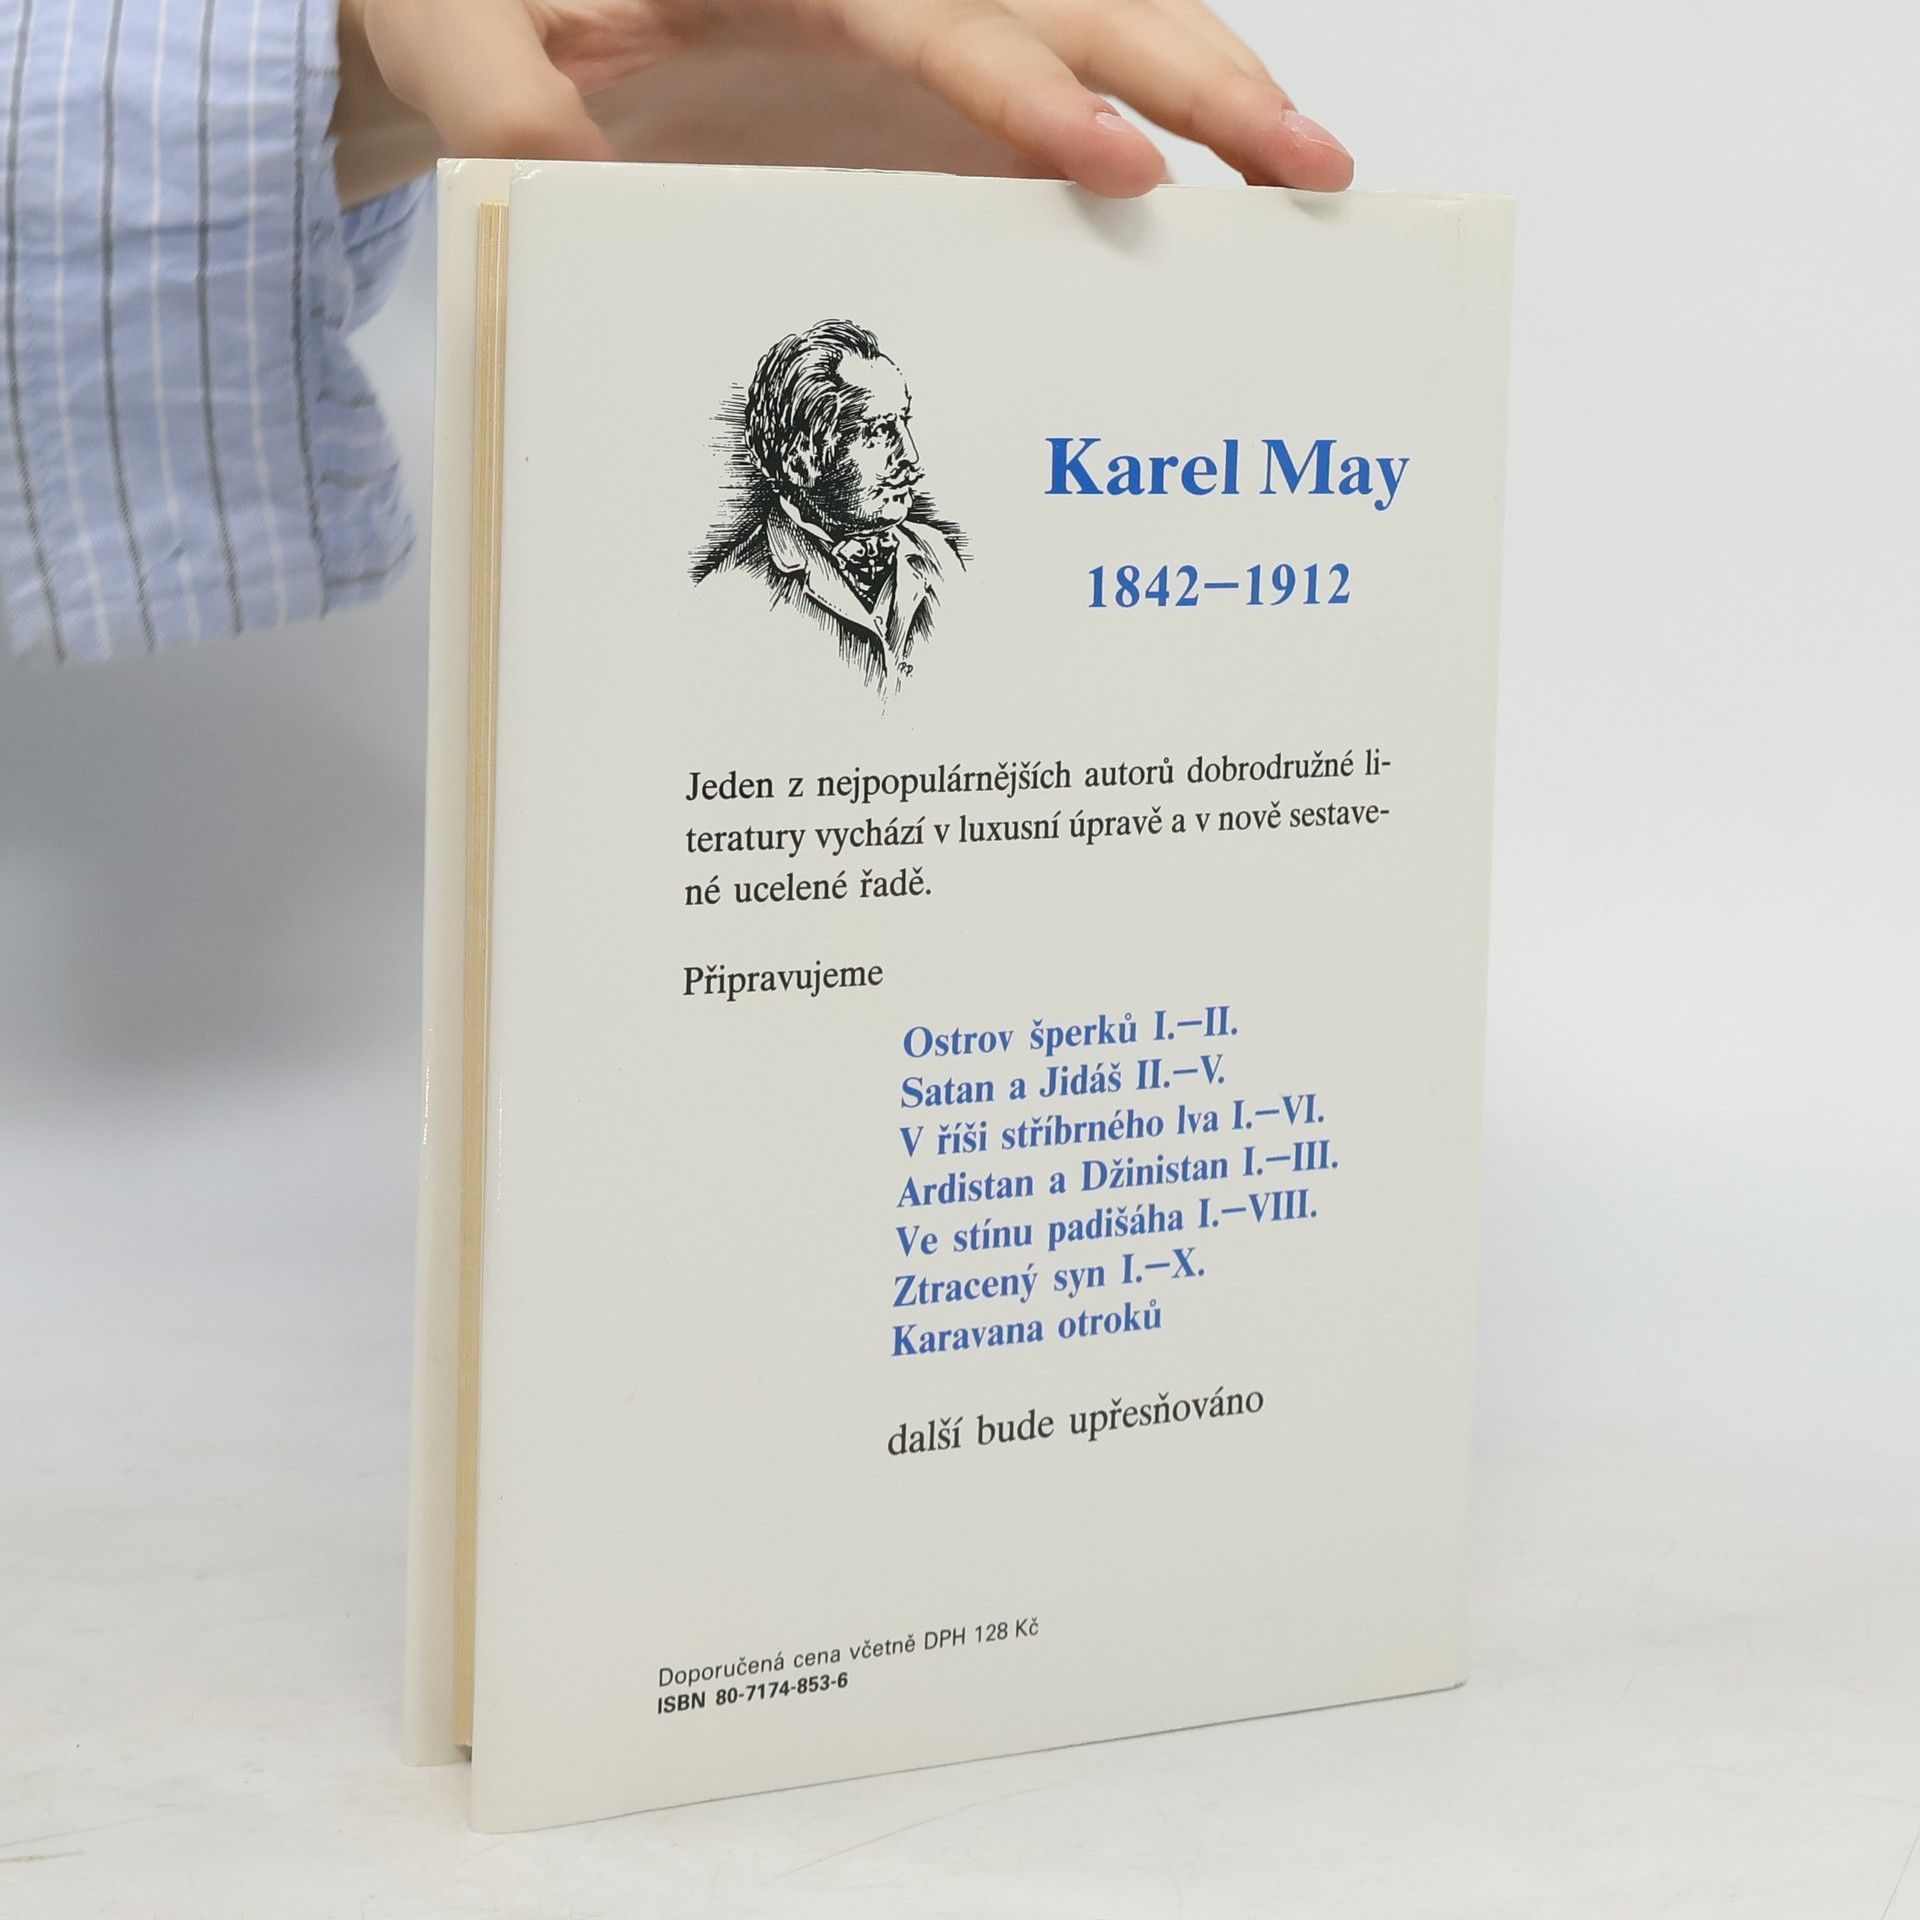 Karel May
1842–1912
Jeden z nejpopulárnějších autorů dobrodružné li-
teratury vychází v luxusní úpravě a v nově sestave-
né ucelené řadě.
Připravujeme
Ostrov šperků I.–II.
Satan a Jidáš II.–V.
V říši stříbrného lva I.–VI.
Ardistan a Džinistan I.–III.
Ve stínu padišáha I.–VIII.
Ztracený syn I.–X.
Karavana otroků
další bude upřesňováno
Doporučená cena včetně DPH 128 Kč
ISBN 80-7174-853-6